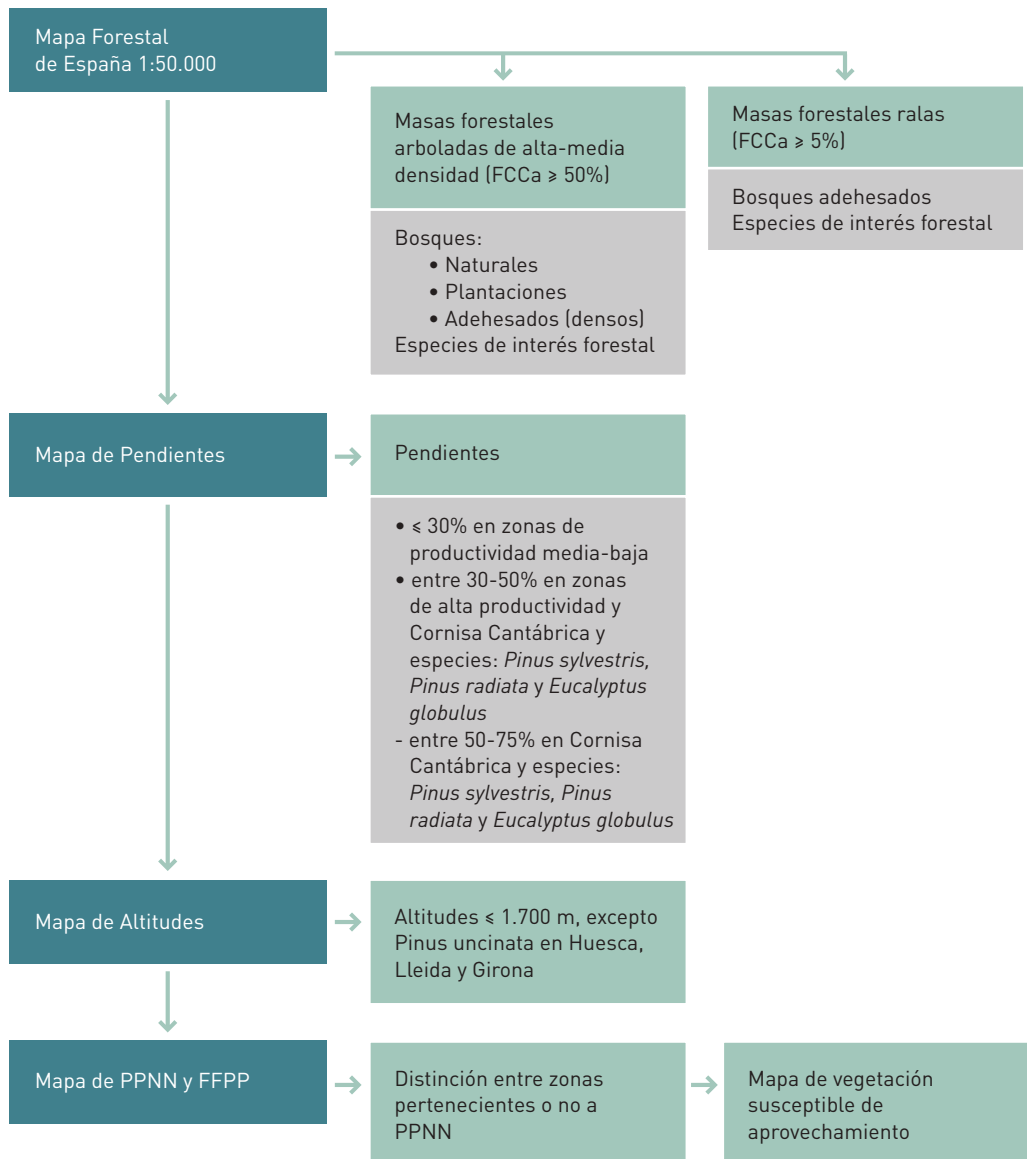 Mapa Forestal
de España 1:50.000
Masas forestales
arboladas de alta-media
densidad (FCCa ⩾ 50%)
Bosques:
• Naturales
• Plantaciones
• Adehesados (densos)
Especies de interés forestal
Masas forestales ralas
(FCCa ⩾ 5%)
Bosques adehesados
Especies de interés forestal
Mapa de Pendientes
Pendientes
• ⩽ 30% en zonas de
productividad media-baja
• entre 30-50% en zonas
de alta productividad y
Cornisa Cantábrica y
especies: Pinus sylvestris,
Pinus radiata y Eucalyptus
globulus
- entre 50-75% en Cornisa
Cantábrica y especies:
Pinus sylvestris, Pinus
radiata y Eucalyptus globulus
Mapa de Altitudes
Altitudes ⩽ 1.700 m, excepto
Pinus uncinata en Huesca,
Lleida y Girona
Mapa de PPNN y FFPP
Distinción entre zonas
pertenecientes o no a
PPNN
Mapa de vegetación
susceptible de
aprovechamiento